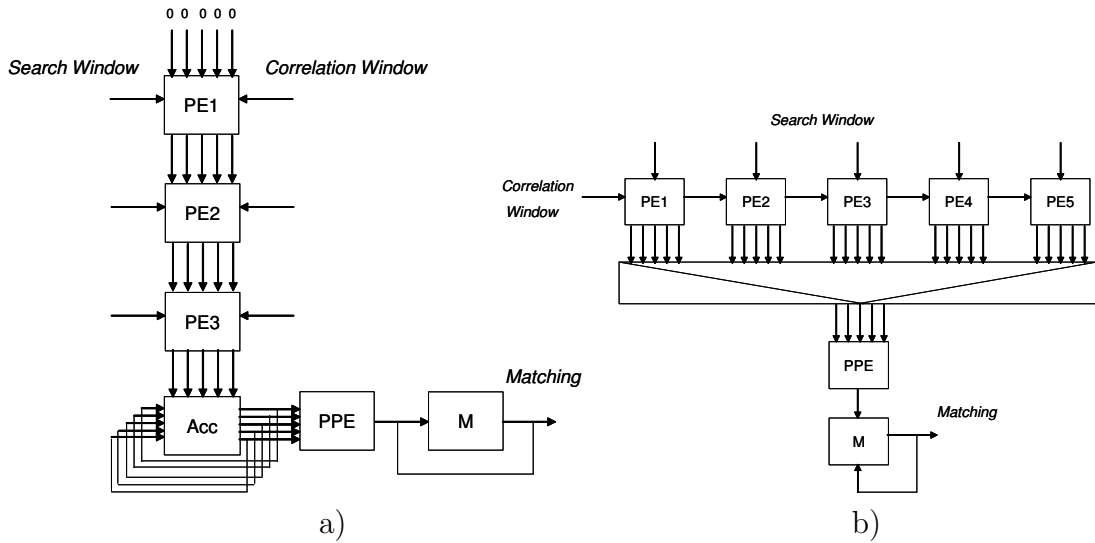 0 0 0 0 0
Search Window
Correlation Window
PE1
PE2
PE3
Acc
PPE
M
Matching
a)
Search Window
Correlation
Window
PE1
PE2
PE3
PE4
PE5
PPE
M
Matching
b)